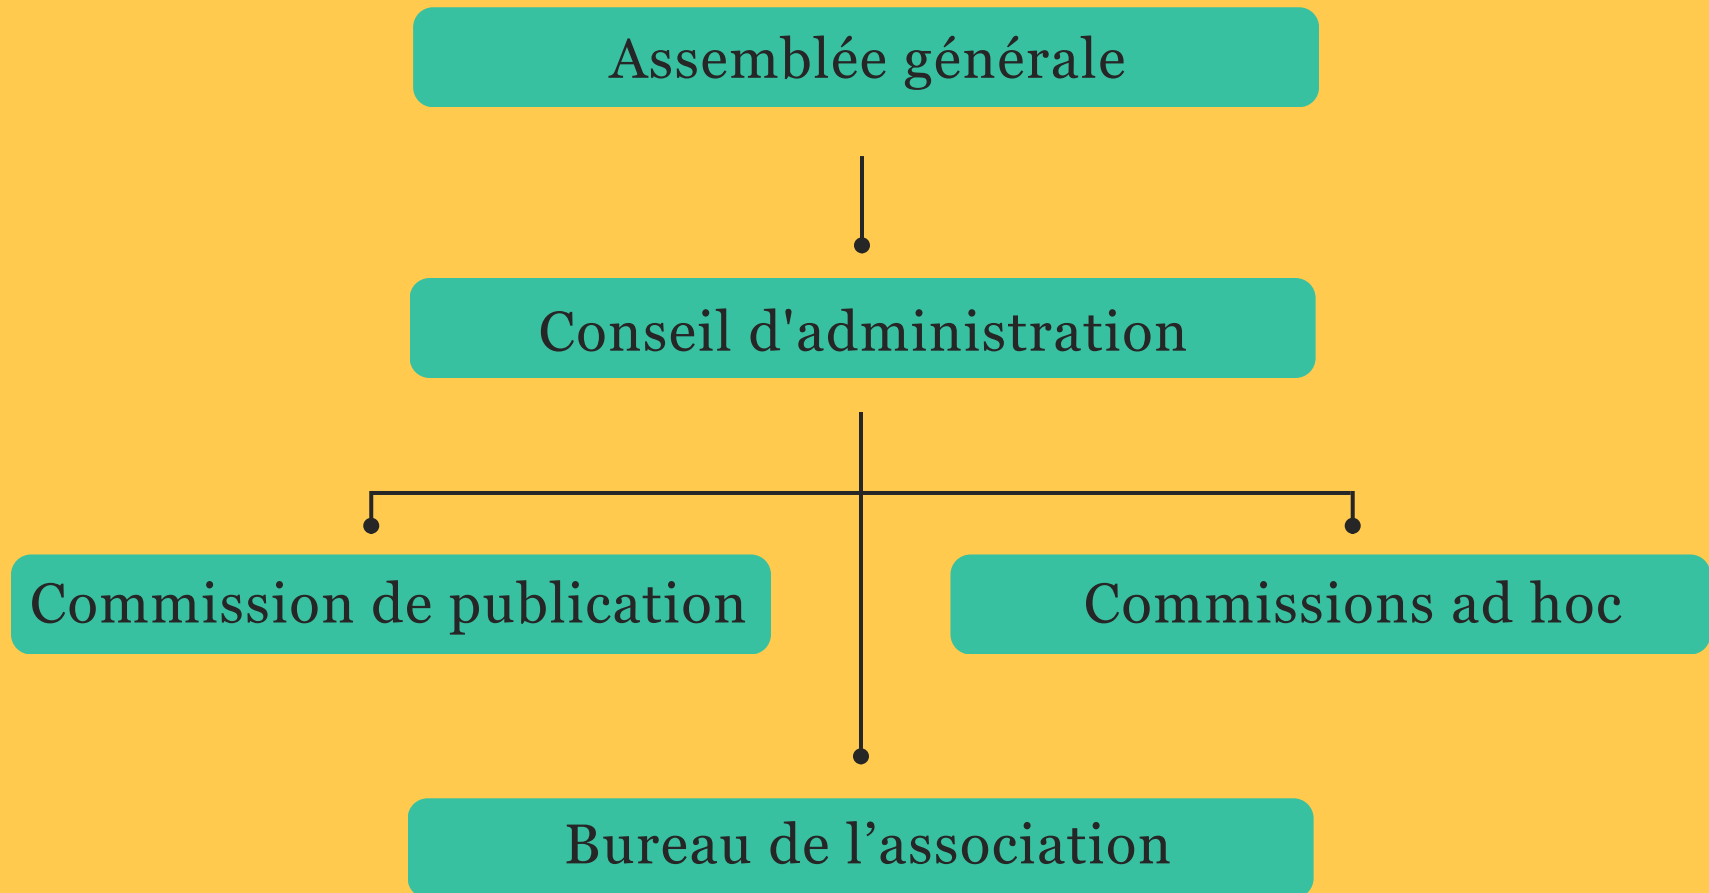 Assemblée générale
Conseil d'administration
Commission de publication
Commissions ad hoc
Bureau de l’association